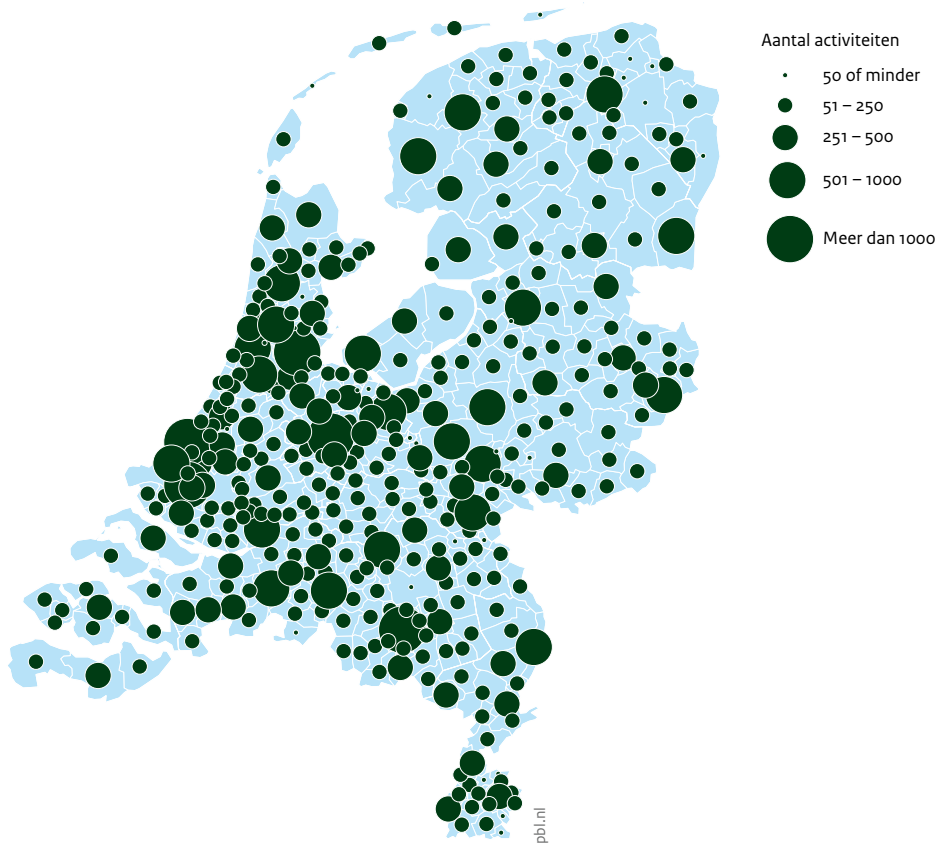 Aantal activiteiten
50 of minder
51 – 250
251 – 500
501 – 1000
Meer dan 1000
pbl.nl